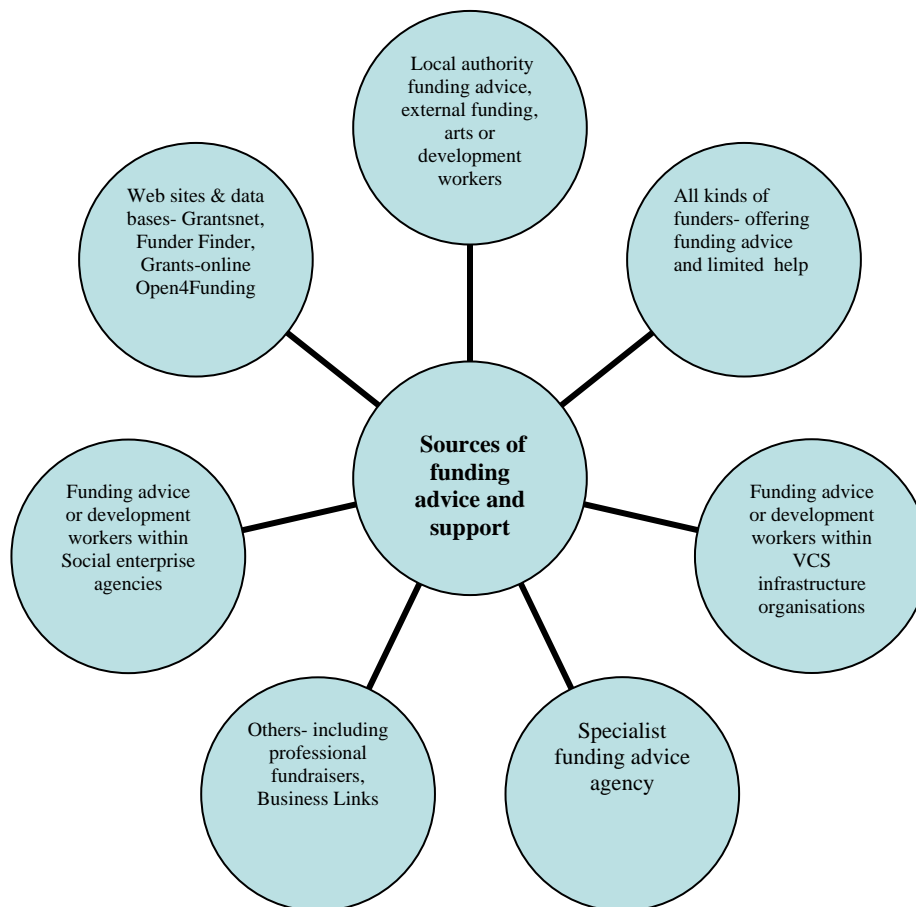 Local authority
funding advice,
external funding,
arts or
development
workers
Web sites & data
bases- Grantsnet,
Funder Finder,
Grants-online
Open4Funding
All kinds of
funders- offering
funding advice
and limited help
Sources of
funding
advice and
support
Funding advice
or development
workers within
Social enterprise
agencies
Funding advice
or development
workers within
VCS
infrastructure
organisations
Others- including
professional
fundraisers,
Business Links
Specialist
funding advice
agency